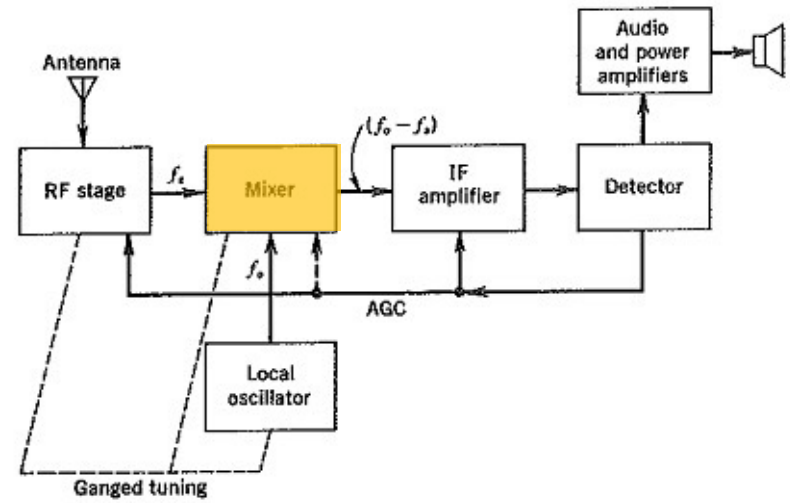 Antenna
RF stage
fs
Mixer
(fo – fs)
IF
amplifier
Detector
Audio
and power
amplifiers
fo
AGC
Local
oscillator
Ganged tuning